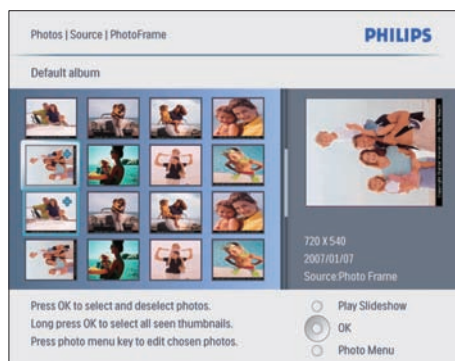 Photos | Source | PhotoFrame
PHILIPS
Default album
720 X 540
2007/01/07
Source:Photo Frame
Press OK to select and deselect photos.
Long press OK to select all seen thumbnails.
Press photo menu key to edit chosen photos.
Play Slideshow
OK
Photo Menu